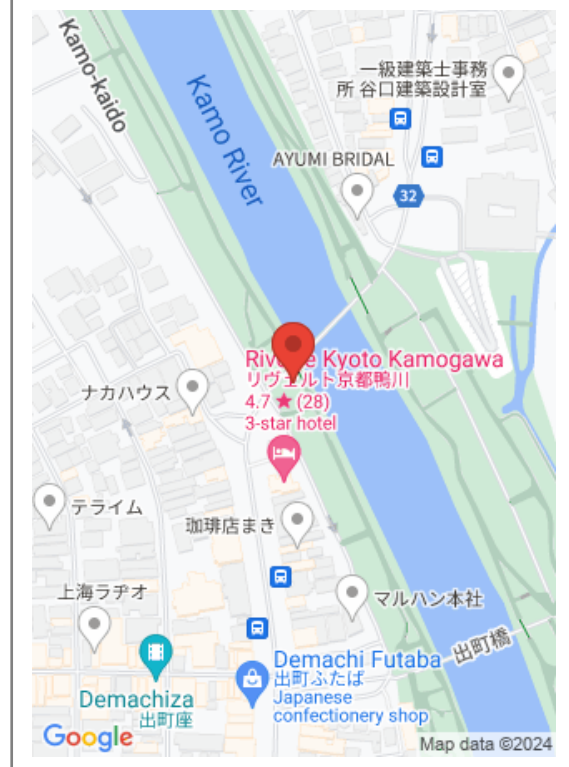 Kamo-kaido
Kamo River
一級建築士事務
所 谷口建築設計室
AYUMI BRIDAL
32
Kyoto Kamogawa
リヴェルト京都鴨川
4.7 ★ (28)
3-star hotel
ナカハウス
テライム
珈琲店まき
上海ラヂオ
マルハン本社
出町橋
Demachi Futaba
出町ふたば
Japanese
confectionery shop
Demachiza
出町座
Google
Map data ©2024